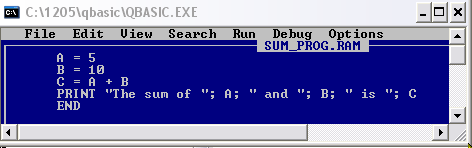 C:\1205\qbasic\QBASIC.EXE
File Edit View Search Run Debug Options
SUM_PROG.RAM
A = 5
B = 10
C = A + B
PRINT "The sum of "; A; " and "; B; " is "; C
END